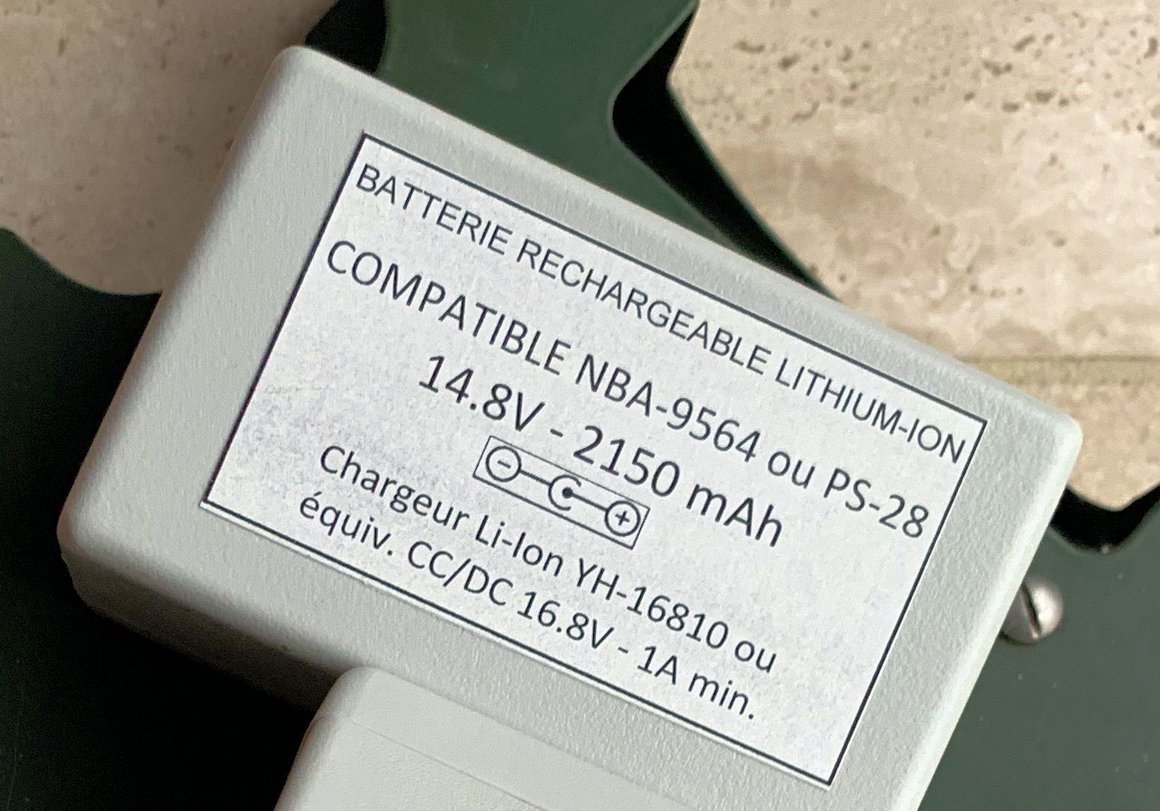 BATTERIE RECHARGEABLE LITHIUM-ION
COMPATIBLE NBA-9564 ou PS-28
14.8V - 2150 mAh
Chargeur Li-Ion YH-16810 ou
équiv. CC/DC 16.8V - 1A min.